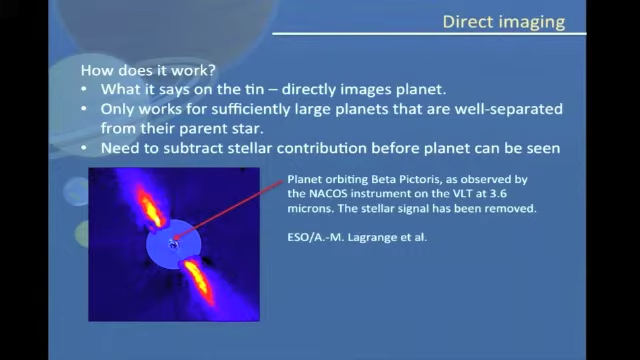 Direct imaging
How does it work?
• What it says on the tin – directly images planet.
• Only works for sufficiently large planets that are well-separated
from their parent star.
• Need to subtract stellar contribution before planet can be seen
Planet orbiting Beta Pictoris, as observed by
the NACOS instrument on the VLT at 3.6
microns. The stellar signal has been removed.
ESO/A.-M. Lagrange et al.